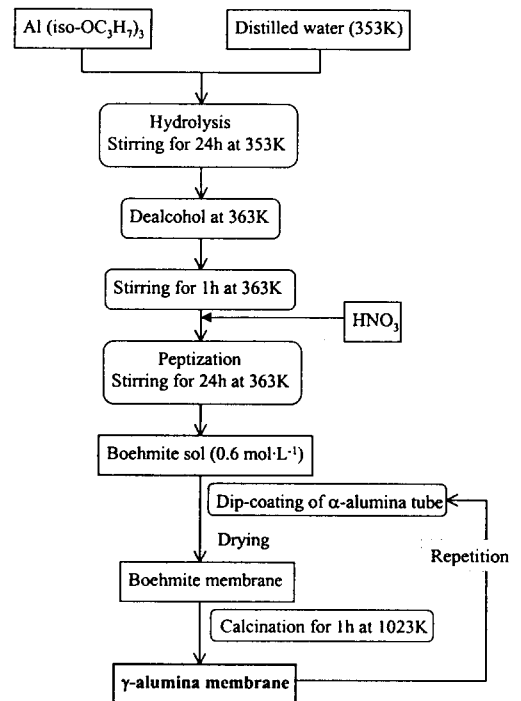 Al (iso-OC₃H₇)₃
Distilled water (353K)
Hydrolysis
Stirring for 24h at 353K
Dealcohol at 363K
Stirring for 1h at 363K
HNO₃
Peptization
Stirring for 24h at 363K
Boehmite sol (0.6 mol·L⁻¹)
Dip-coating of α-alumina tube
Drying
Repetition
Boehmite membrane
Calcination for 1h at 1023K
γ-alumina membrane